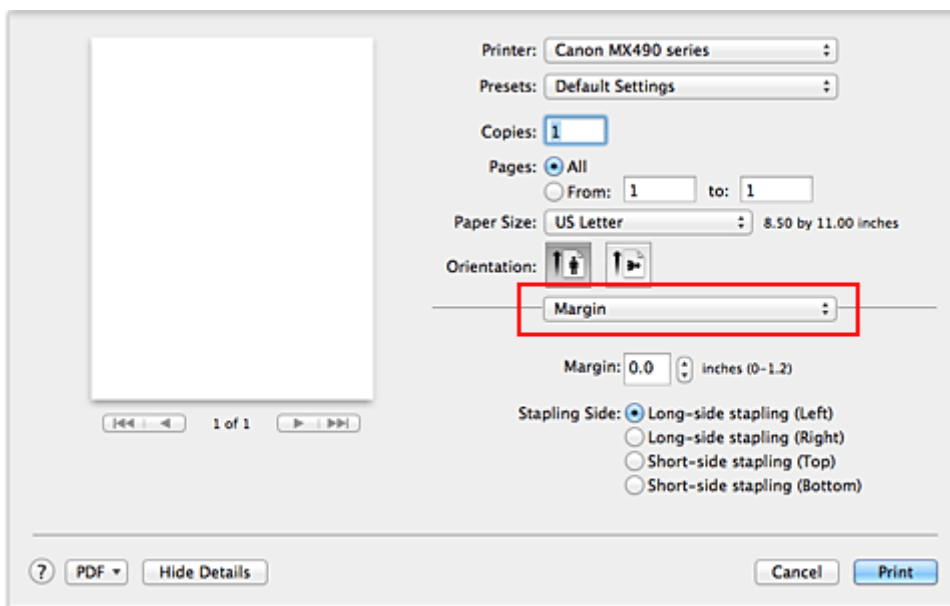 Printer: Canon MX490 series
Presets: Default Settings
Copies: 1
Pages: All
From: 1 to: 1
Paper Size: US Letter 8.50 by 11.00 inches
Orientation:
Margin
Margin: 0.0 inches (0-1.2)
1 of 1
Stapling Side: Long-side stapling (Left)
Long-side stapling (Right)
Short-side stapling (Top)
Short-side stapling (Bottom)
? PDF Hide Details Cancel Print